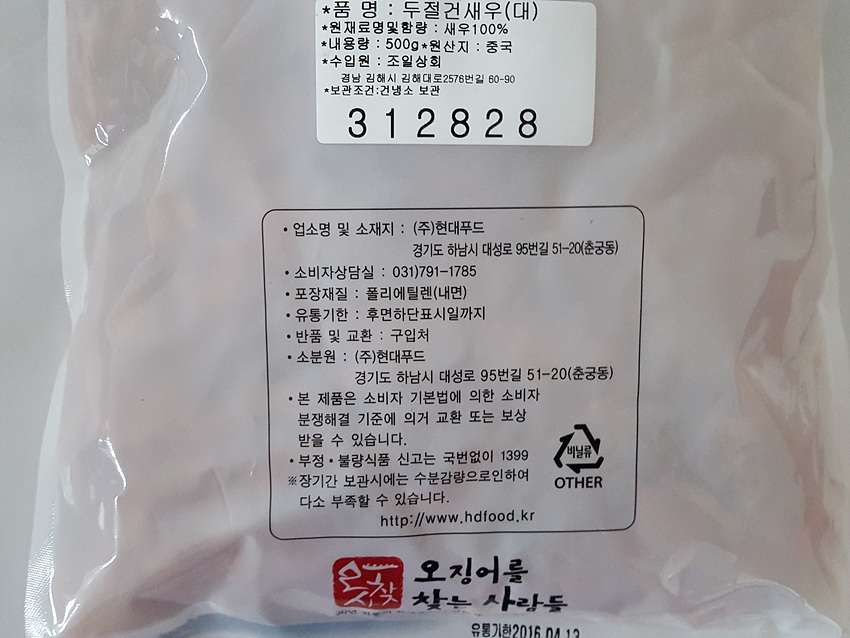 *품 명 : 두절건새우(대)
*원재료명및함량 : 새우100%
*내용량 : 500g *원산지 : 중국
*수입원 : 조일상회
경남 김해시 김해대로2576번길 60-90
*보관조건:건냉소 보관
312828
• 업소명 및 소재지 : (주)현대푸드
경기도 하남시 대성로 95번길 51-20(춘궁동)
• 소비자상담실 : 031)791-1785
• 포장재질 : 폴리에틸렌(내면)
• 유통기한 : 후면하단표시일까지
• 반품 및 교환 : 구입처
• 소분원 : (주)현대푸드
경기도 하남시 대성로 95번길 51-20(춘궁동)
• 본 제품은 소비자 기본법에 의한 소비자
분쟁해결 기준에 의거 교환 또는 보상
받을 수 있습니다.
• 부정 • 불량식품 신고는 국번없이 1399
※장기간 보관시에는 수분감량으로인하여
다소 부족할 수 있습니다.
비닐류
OTHER
http://www.hdfood.kr
오징어를
찾는 사람들
유통기한2016.04.13